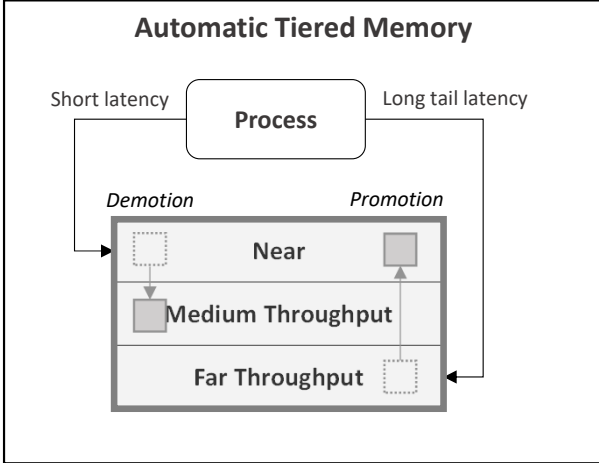 Automatic Tiered Memory
Short latency
Process
Long tail latency
Demotion
Promotion
Near
Medium Throughput
Far Throughput